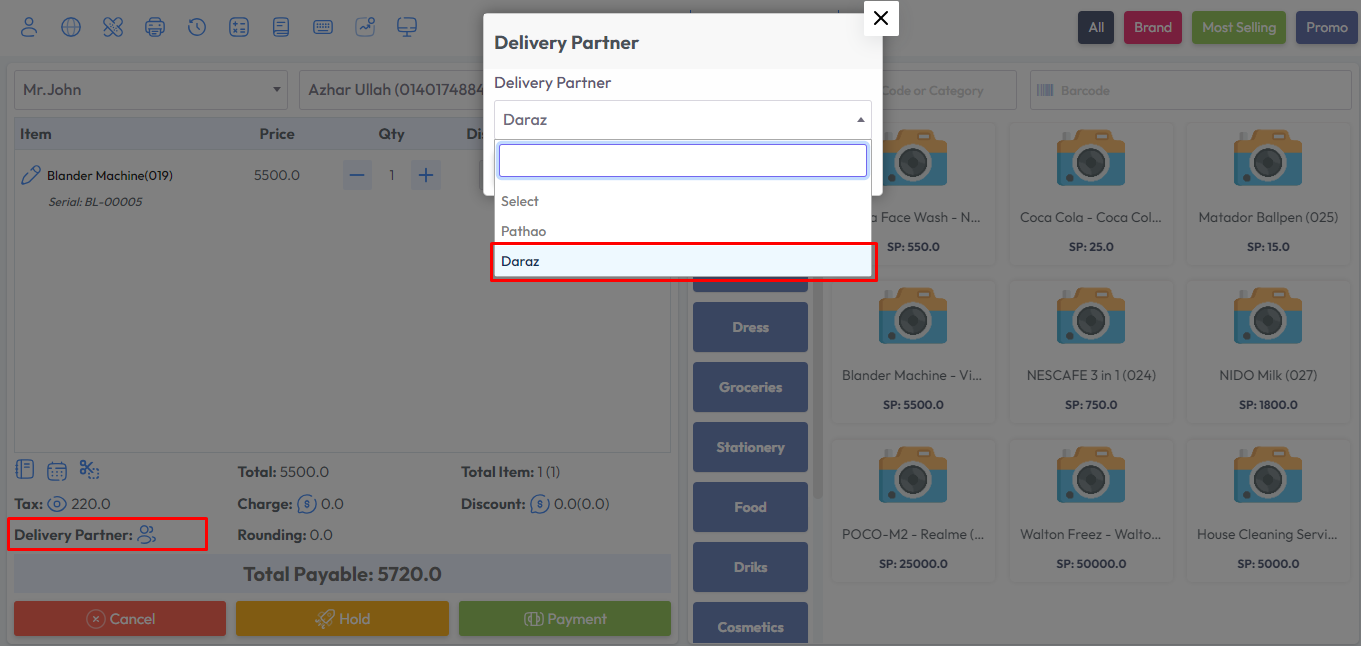 All
Brand
Most Selling
Promo
Delivery Partner
Delivery Partner
Daraz
Select
Pathao
Daraz
Mr.John
Azhar Ullah (0140174884
Code or Category
Barcode
Item Price Qty
Blander Machine(019) 5500.0 1
Serial: BL-00005
Total: 5500.0 Total Item: 1 (1)
Tax: 220.0 Charge: 0.0 Discount: 0.0(0.0)
Delivery Partner: Rounding: 0.0
Total Payable: 5720.0
Cancel
Hold
Payment
Dress
Groceries
Stationery
Food
Driks
Cosmetics
a Face Wash - N...
SP: 550.0
Coca Cola - Coca Col...
SP: 25.0
Matador Ballpen (025)
SP: 15.0
Blander Machine - Vi...
SP: 5500.0
NESCAFE 3 in 1 (024)
SP: 750.0
NIDO Milk (027)
SP: 1800.0
POCO-M2 - Realme (...
SP: 25000.0
Walton Freez - Walto...
SP: 50000.0
House Cleaning Servi...
SP: 5000.0